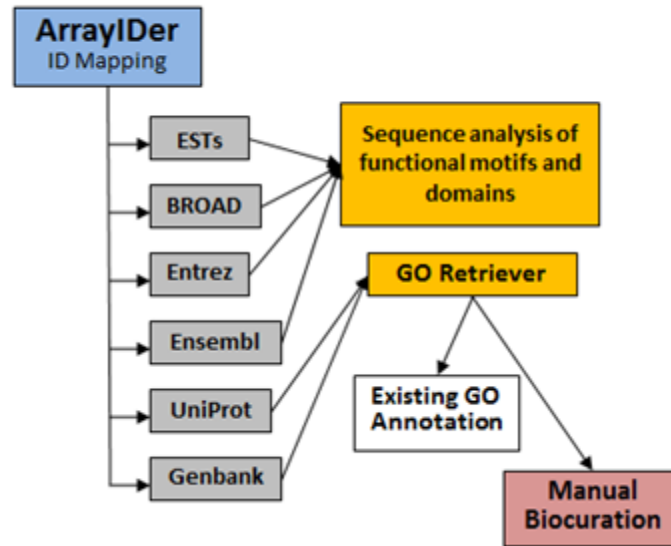 ArrayIDer
ID Mapping
ESTs
BROAD
Entrez
Ensembl
UniProt
Genbank
Sequence analysis of
functional motifs and
domains
GO Retriever
Existing GO
Annotation
Manual
Biocuration